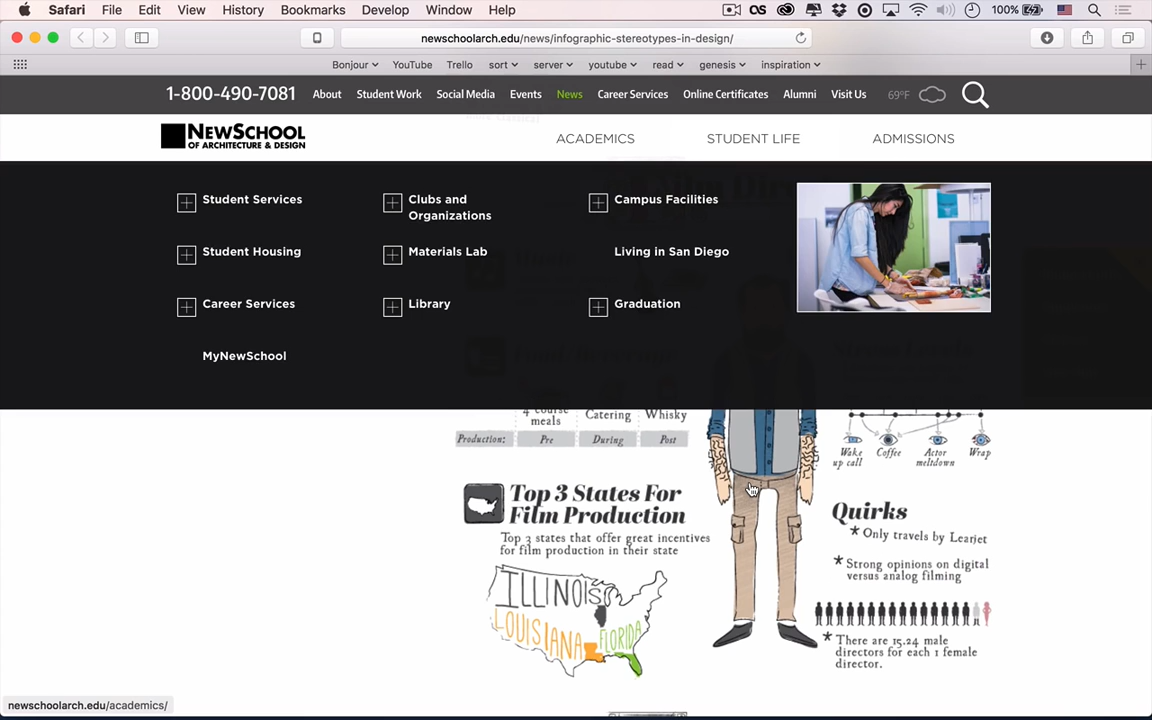 Safari File Edit View History Bookmarks Develop Window Help 100%
newschoolarch.edu/news/infographic-stereotypes-in-design/
Bonjour YouTube Trello sort server youtube read genesis inspiration
1-800-490-7081 About Student Work Social Media Events News Career Services Online Certificates Alumni Visit Us 69°F
NEWSCHOOL
OF ARCHITECTURE & DESIGN
ACADEMICS STUDENT LIFE ADMISSIONS
Student Services
Clubs and
Organizations
Campus Facilities
Student Housing
Materials Lab
Living in San Diego
Career Services
Library
Graduation
MyNewSchool
4 course
meals
Catering
Whisky
Production: Pre During Post
Wake
up call
Coffee
Actor
meltdown
Wrap
Top 3 States For
Film Production
Top 3 states that offer great incentives
for film production in their state
ILLINOIS
LOUISIANA
FLORIDA
Quirks
* Only travels by Learjet
* Strong opinions on digital
versus analog filming
* There are 15.24 male
directors for each 1 female
director.
newschoolarch.edu/academics/